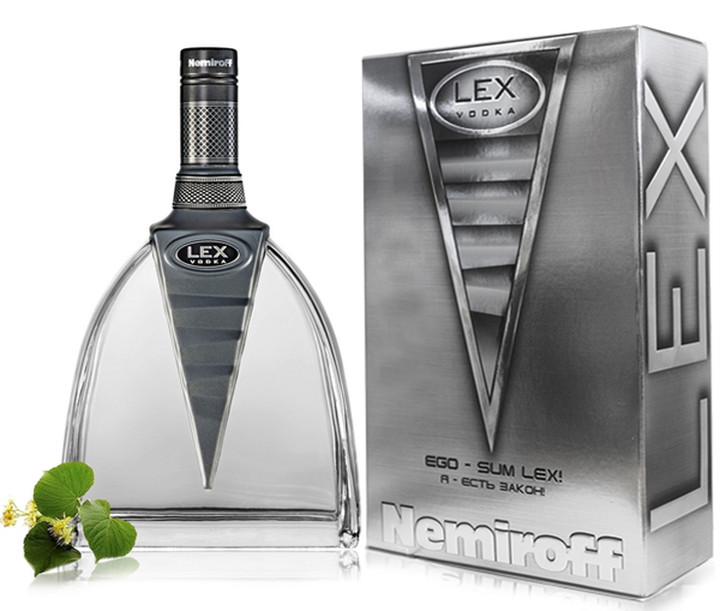 Nemiroff
LEX
VODKA
LEX
VODKA
EGO - SUM LEX!
Я - ЕСТЬ ЗАКОН!
Nemiroff
LEX